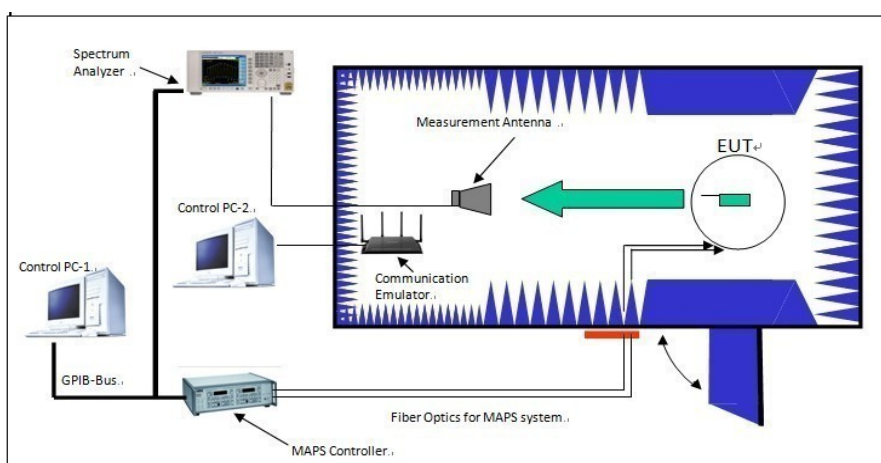 Spectrum
Analyzer
Measurement Antenna
EUT
Control PC-2
Control PC-1
Communication
Emulator
GPIB-Bus
Fiber Optics for MAPS system
MAPS Controller